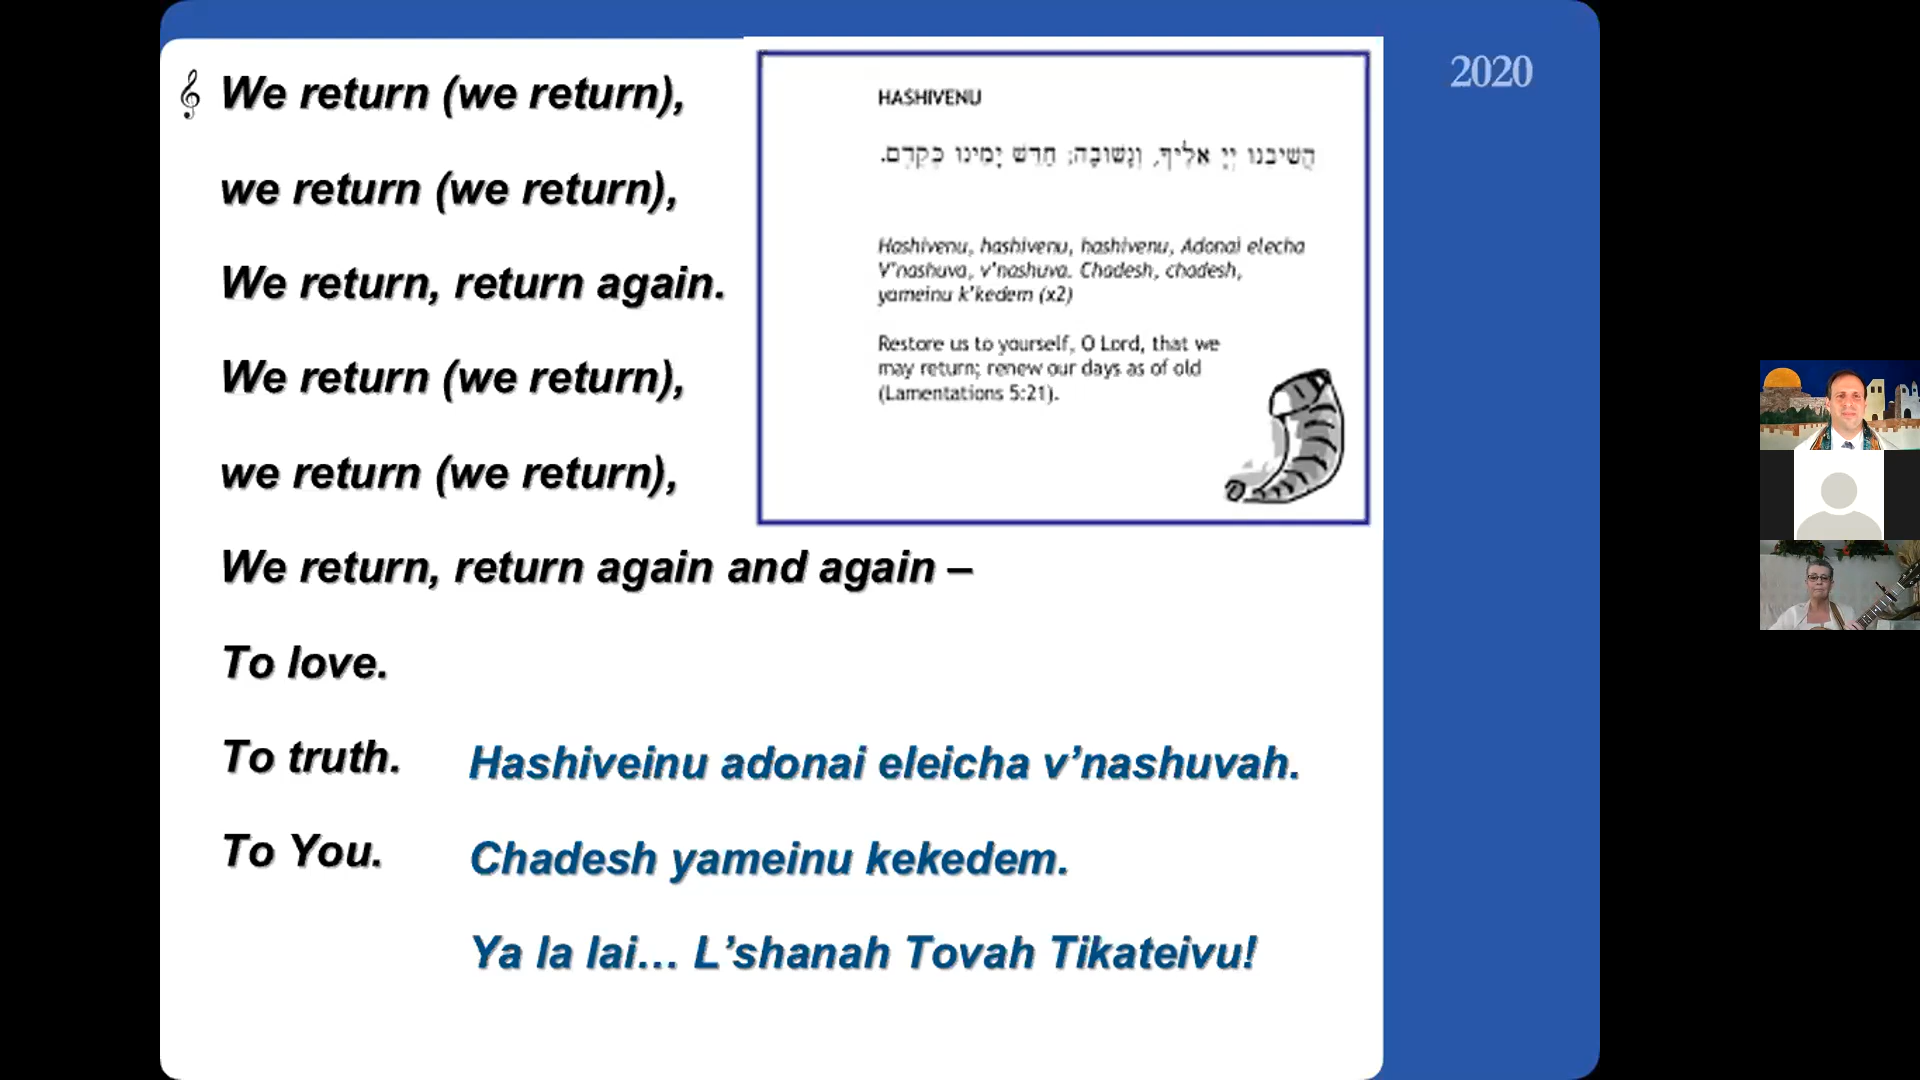 We return (we return),
we return (we return),
We return, return again.
We return (we return),
we return (we return),
We return, return again and again –
To love.
To truth.
To You.
Hashiveinu adonai eleicha v’nashuvah.
Chadesh yameinu kekedem.
Ya la lai… L’shanah Tovah Tikateivu!
HASHIVENU
הֲשִׁיבֵנוּ יְיָ אֵלֶיךָ, וְנָשׁוּבָה; חַדֵּשׁ יָמֵינוּ כְּקֶדֶם.
Hashivenu, hashivenu, hashivenu, Adonai elecha
V'nashuva, v'nashuva. Chadesh, chadesh,
yameinu k'kedem (x2)
Restore us to yourself, O Lord, that we
may return; renew our days as of old
(Lamentations 5:21).
2020